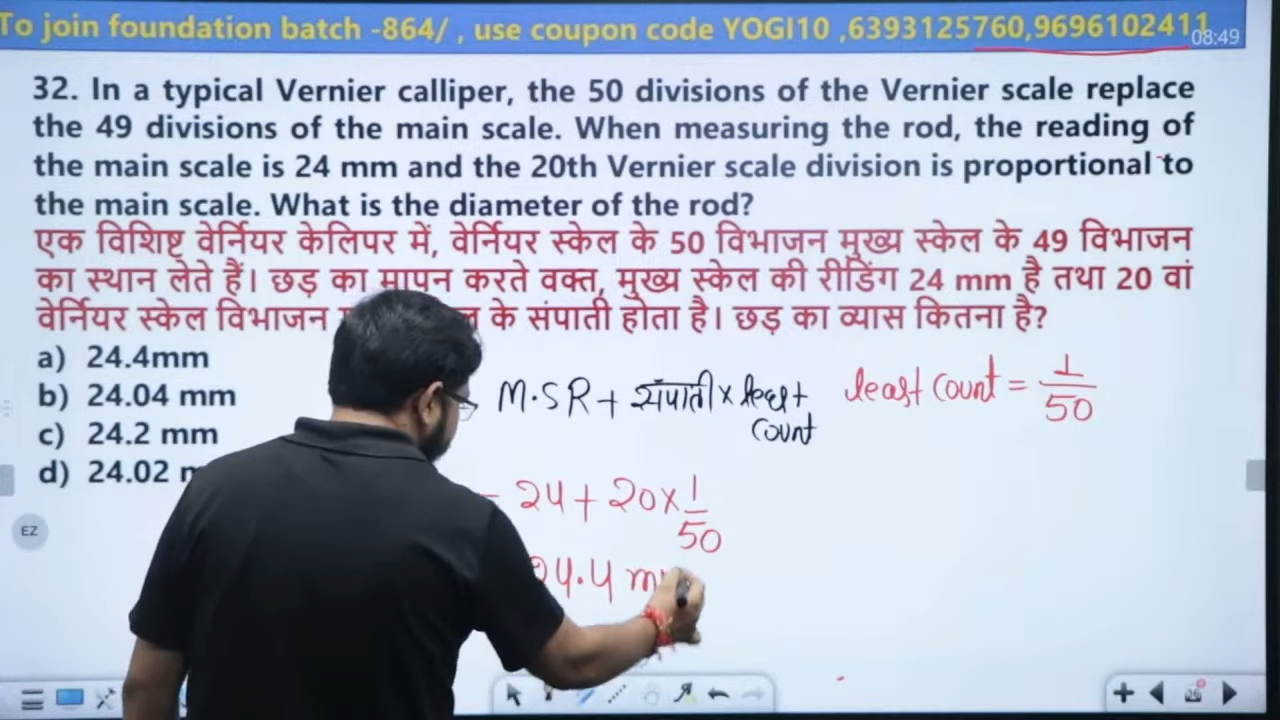 To join foundation batch -864/ , use coupon code YOGI10 ,6393125760,9696102411
08:49
32. In a typical Vernier calliper, the 50 divisions of the Vernier scale replace
the 49 divisions of the main scale. When measuring the rod, the reading of
the main scale is 24 mm and the 20th Vernier scale division is proportional to
the main scale. What is the diameter of the rod?
एक विशिष्ट वेर्नियर केलिपर में, वेर्नियर स्केल के 50 विभाजन मुख्य स्केल के 49 विभाजन
का स्थान लेते हैं। छड़ का मापन करते वक्त, मुख्य स्केल की रीडिंग 24 mm है तथा 20 वां
वेर्नियर स्केल विभाजन के संपाती होता है। छड़ का व्यास कितना है?
a) 24.4mm
b) 24.04 mm
c) 24.2 mm
d) 24.02
M.S.R + संपाती × least count
least count = 1/50
24 + 20 × 1/50
24.4
EZ